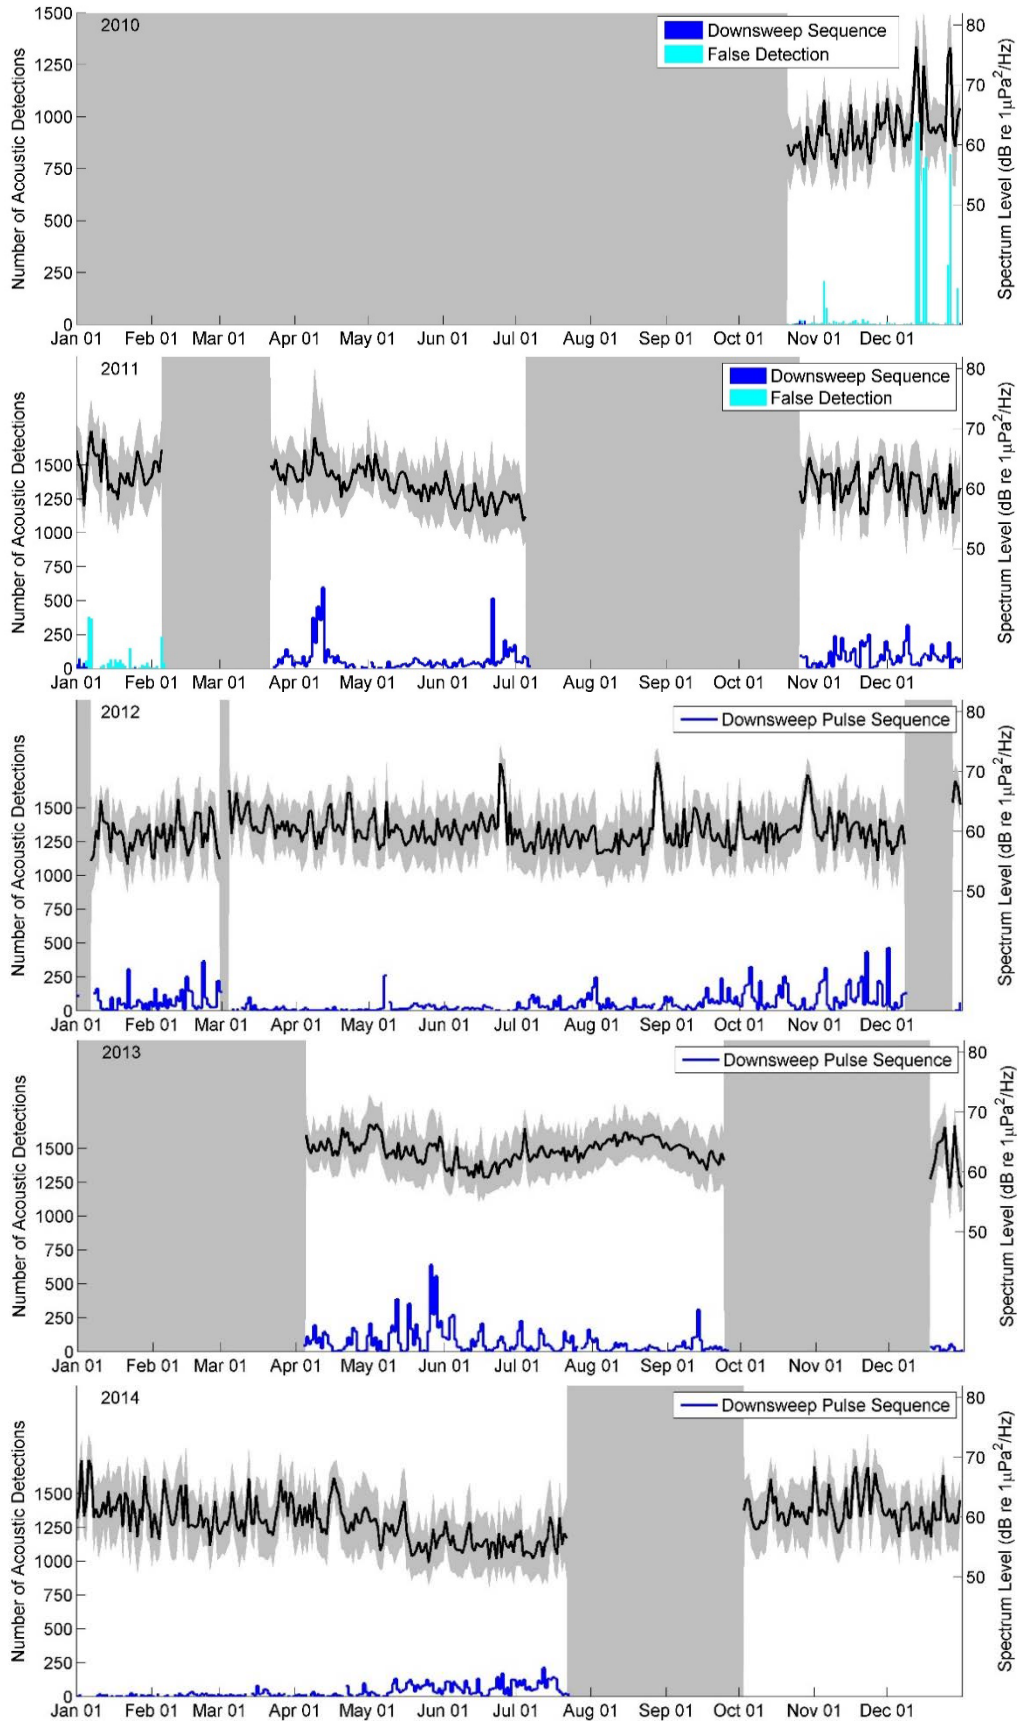 2010
Downsweep Sequence
False Detection
Number of Acoustic Detections
1500
1250
1000
750
500
250
0
80
70
60
50
Spectrum Level (dB re 1μPa²/Hz)
Jan 01 Feb 01 Mar 01 Apr 01 May 01 Jun 01 Jul 01 Aug 01 Sep 01 Oct 01 Nov 01 Dec 01
2011
Downsweep Sequence
False Detection
Number of Acoustic Detections
1500
1250
1000
750
500
250
0
80
70
60
50
Spectrum Level (dB re 1μPa²/Hz)
Jan 01 Feb 01 Mar 01 Apr 01 May 01 Jun 01 Jul 01 Aug 01 Sep 01 Oct 01 Nov 01 Dec 01
2012
Downsweep Pulse Sequence
Number of Acoustic Detections
1500
1250
1000
750
500
250
0
80
70
60
50
Spectrum Level (dB re 1μPa²/Hz)
Jan 01 Feb 01 Mar 01 Apr 01 May 01 Jun 01 Jul 01 Aug 01 Sep 01 Oct 01 Nov 01 Dec 01
2013
Downsweep Pulse Sequence
Number of Acoustic Detections
1500
1250
1000
750
500
250
0
80
70
60
50
Spectrum Level (dB re 1μPa²/Hz)
Jan 01 Feb 01 Mar 01 Apr 01 May 01 Jun 01 Jul 01 Aug 01 Sep 01 Oct 01 Nov 01 Dec 01
2014
Downsweep Pulse Sequence
Number of Acoustic Detections
1500
1250
1000
750
500
250
0
80
70
60
50
Spectrum Level (dB re 1μPa²/Hz)
Jan 01 Feb 01 Mar 01 Apr 01 May 01 Jun 01 Jul 01 Aug 01 Sep 01 Oct 01 Nov 01 Dec 01